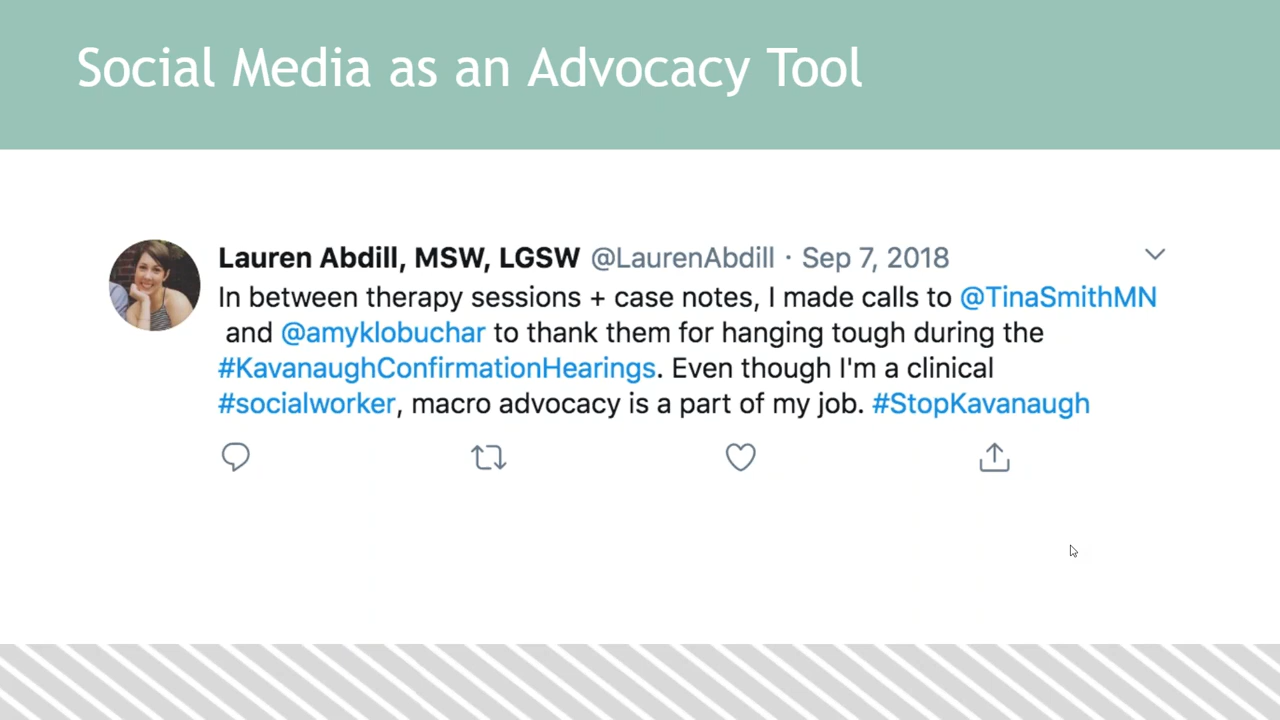 Social Media as an Advocacy Tool
Lauren Abdill, MSW, LGSW @LaurenAbdill · Sep 7, 2018
In between therapy sessions + case notes, I made calls to @TinaSmithMN
and @amyklobuchar to thank them for hanging tough during the
#KavanaughConfirmationHearings. Even though I'm a clinical
#socialworker, macro advocacy is a part of my job. #StopKavanaugh